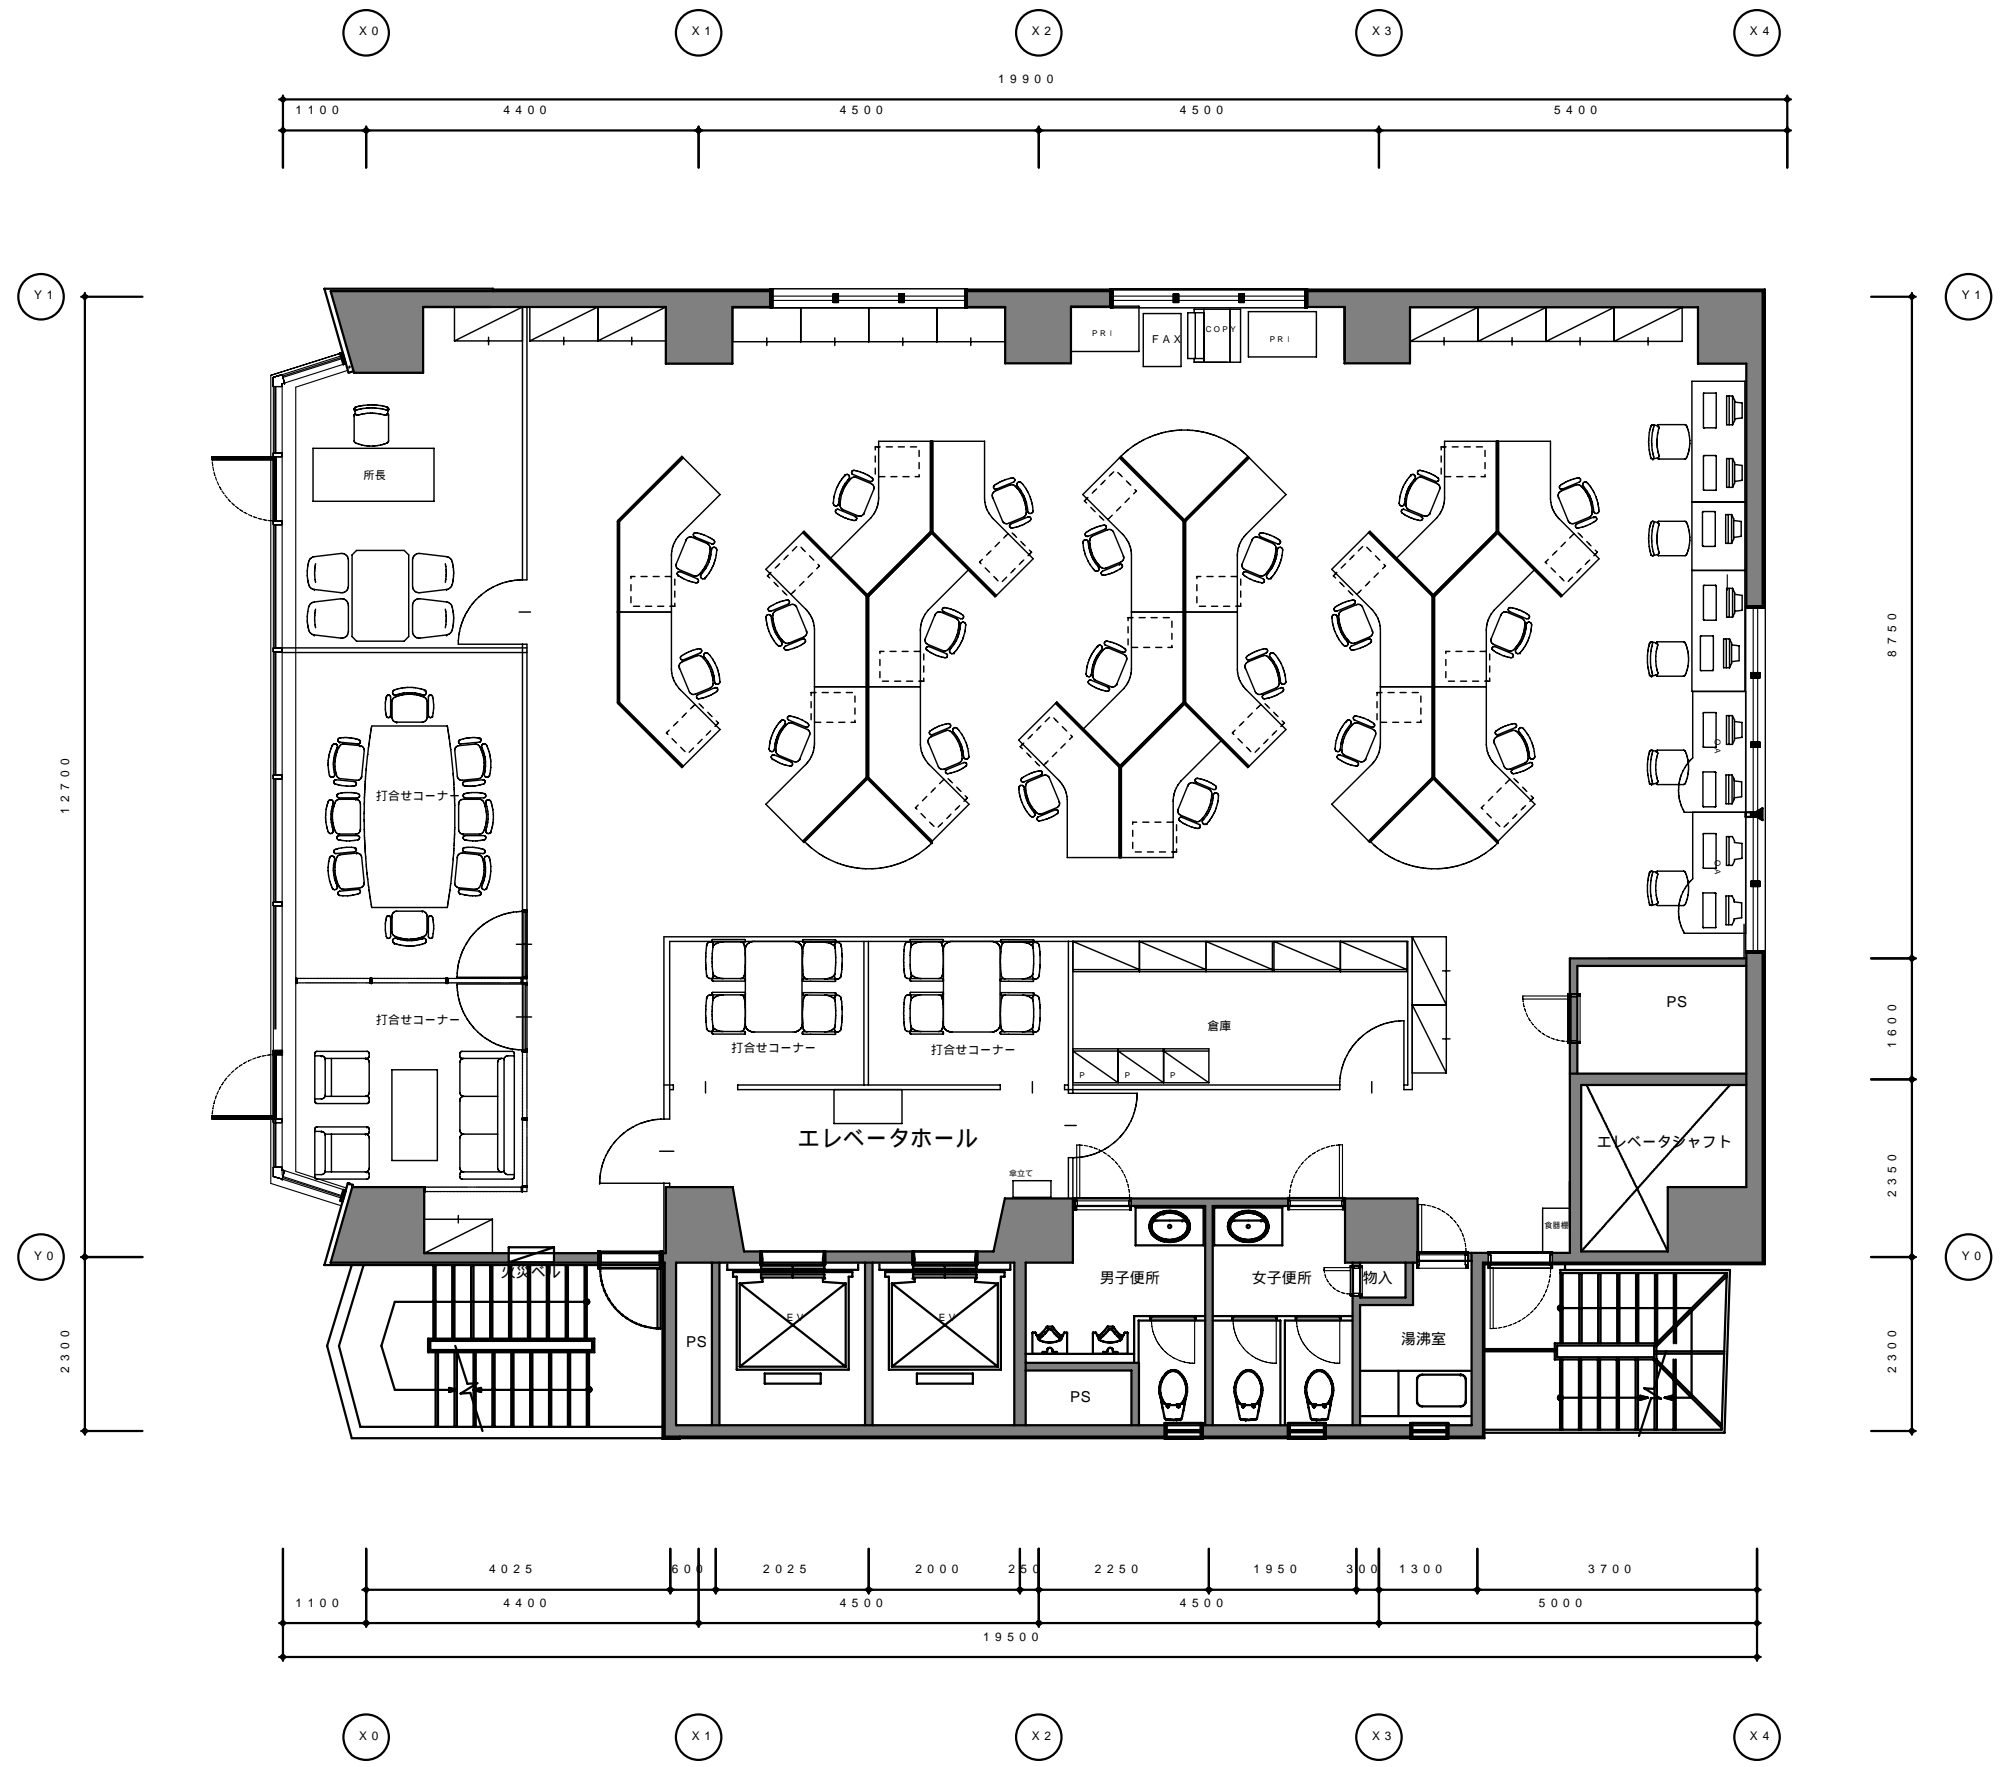 X0 X1 X2 X3 X4
19900
1100 4400 4500 4500 5400
Y1 Y1
PRI FAX COPY PRI
所長
8750
OA
12700
打合せコーナー
OA
PS
打合せコーナー
倉庫
1600
打合せコーナー 打合せコーナー
P P P
エレベータホール
エレベータシャフト
2350
傘立て
食器棚
Y0 Y0
火災ベル
男子便所 女子便所 物入
EV EV
PS
湯沸室
2300 2300
PS
4025 600 2025 2000 250 2250 1950 300 1300 3700
1100 4400 4500 4500 5000
19500
X0 X1 X2 X3 X4